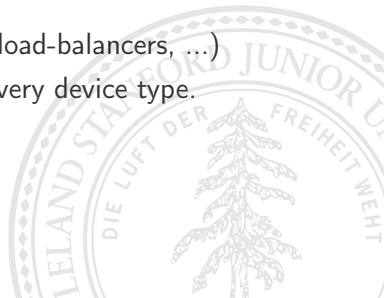 load-balancers, ...)
very device type.
LELAND STANFORD JUNIOR
DIE LUFT DER FREIHEIT WEHT